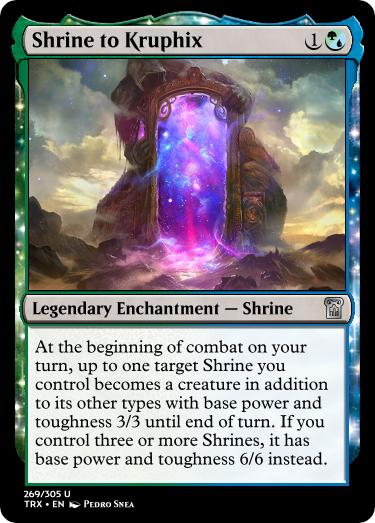 Shrine to Kruphix 1
Legendary Enchantment — Shrine
At the beginning of combat on your
turn, up to one target Shrine you
control becomes a creature in addition
to its other types with base power and
toughness 3/3 until end of turn. If you
control three or more Shrines, it has
base power and toughness 6/6 instead.
269/305 U
TRX • EN Pedro Snea